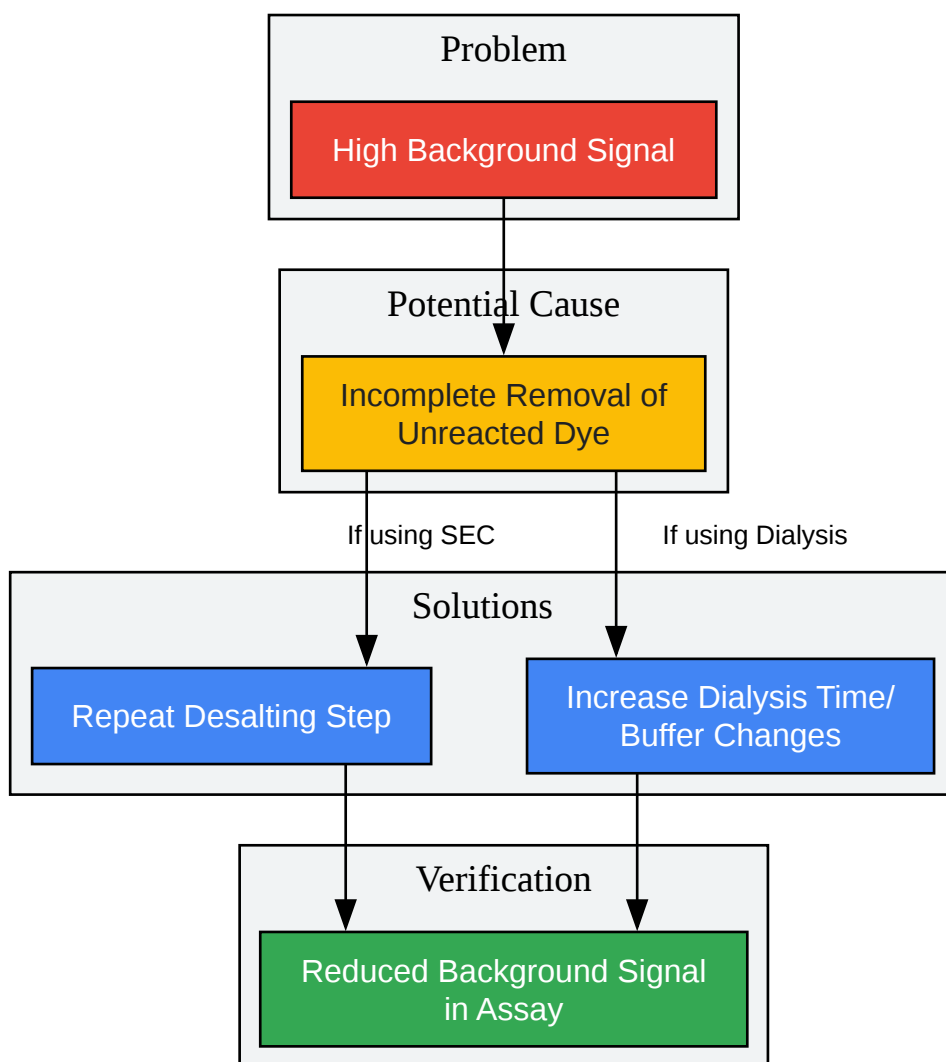 Problem
High Background Signal
Potential Cause
Incomplete Removal of
Unreacted Dye
If using SEC
If using Dialysis
Solutions
Repeat Desalting Step
Increase Dialysis Time/
Buffer Changes
Verification
Reduced Background Signal
in Assay